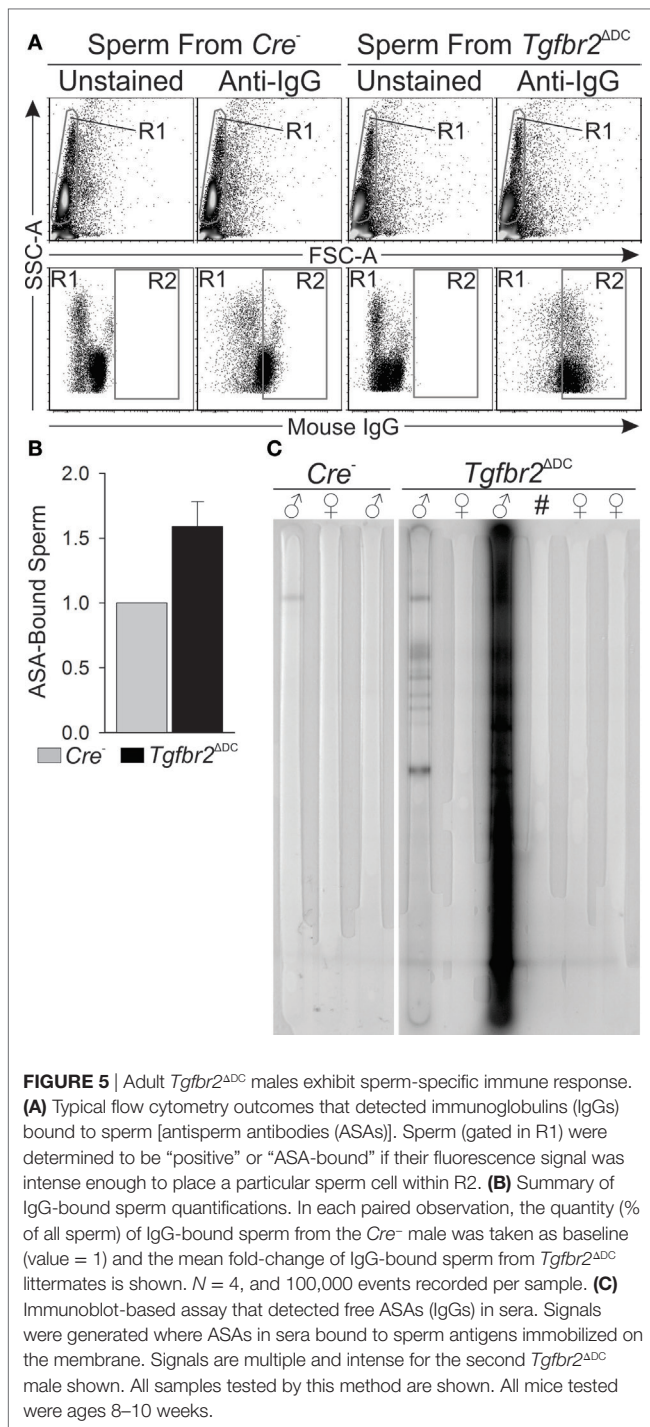 A
Sperm From Cre- Sperm From Tgfbr2ΔDC
Unstained Anti-IgG Unstained Anti-IgG
R1 R1 R1 R1
SSC-A
FSC-A
R1 R2 R1 R2 R1 R2 R1 R2
Mouse IgG
B
2.0
1.5
1.0
0.5
0.0
ASA-Bound Sperm
Cre- Tgfbr2ΔDC
C
Cre- Tgfbr2ΔDC
♂ ♀ ♂ ♂ ♀ ♂ # ♀ ♀
FIGURE 5 | Adult Tgfbr2ΔDC males exhibit sperm-specific immune response.
(A) Typical flow cytometry outcomes that detected immunoglobulins (IgGs)
bound to sperm [antisperm antibodies (ASAs)]. Sperm (gated in R1) were
determined to be “positive” or “ASA-bound” if their fluorescence signal was
intense enough to place a particular sperm cell within R2. (B) Summary of
IgG-bound sperm quantifications. In each paired observation, the quantity (%
of all sperm) of IgG-bound sperm from the Cre− male was taken as baseline
(value = 1) and the mean fold-change of IgG-bound sperm from Tgfbr2ΔDC
littermates is shown. N = 4, and 100,000 events recorded per sample. (C)
Immunoblot-based assay that detected free ASAs (IgGs) in sera. Signals
were generated where ASAs in sera bound to sperm antigens immobilized on
the membrane. Signals are multiple and intense for the second Tgfbr2ΔDC
male shown. All samples tested by this method are shown. All mice tested
were ages 8–10 weeks.